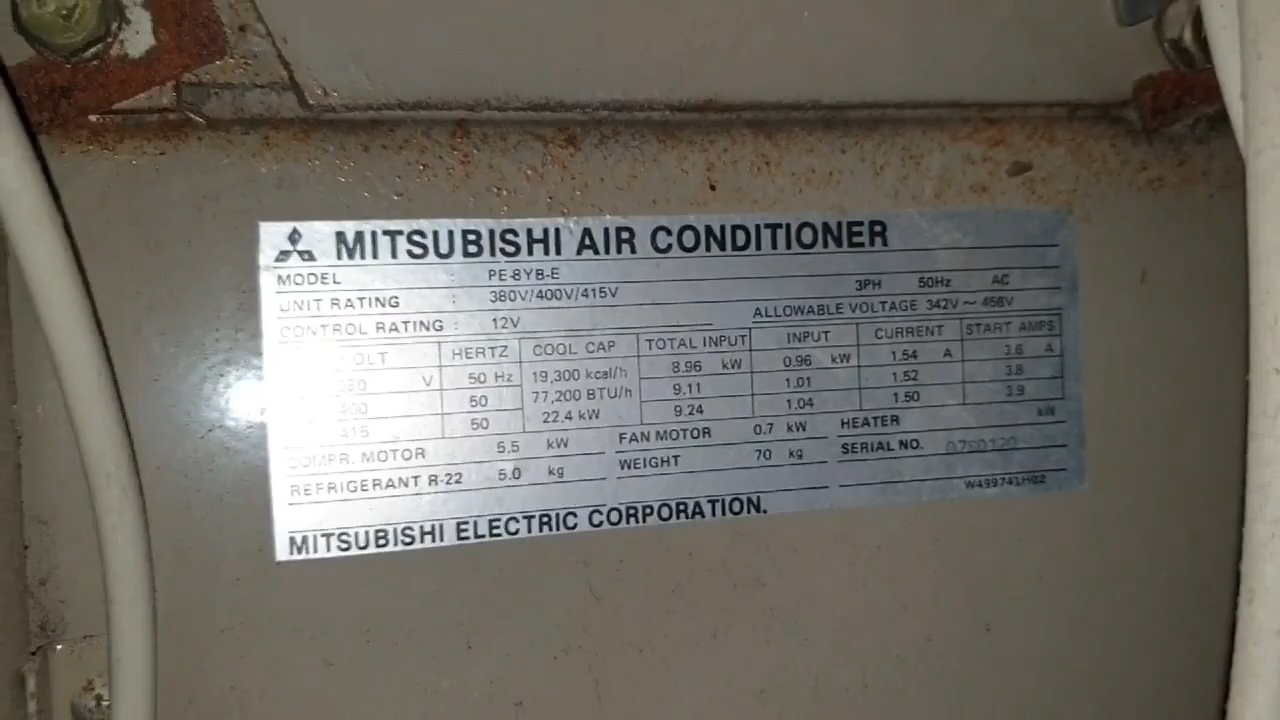 MITSUBISHI AIR CONDITIONER
MODEL : PE-8YB-E
UNIT RATING : 380V/400V/415V 3PH 50Hz AC
CONTROL RATING : 12V ALLOWABLE VOLTAGE 342V ~ 456V
VOLT HERTZ COOL CAP TOTAL INPUT INPUT CURRENT START AMPS
380 V 50 Hz 19,300 kcal/h 8.96 kW 0.96 kW 1.54 A 3.6 A
400 50 77,200 BTU/h 9.11 1.01 1.52 3.8
415 50 22.4 kW 9.24 1.04 1.50 3.9
COMPR. MOTOR 5.5 kW FAN MOTOR 0.7 kW HEATER kW
REFRIGERANT R-22 5.0 kg WEIGHT 70 kg SERIAL NO.
W499741H02
MITSUBISHI ELECTRIC CORPORATION.